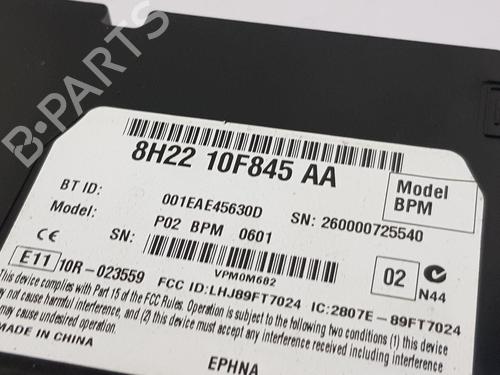 B-PARTS
8H22 10F845 AA
BT ID: 001EAE45630D SN: 260000725540
Model BPM
Model: P02 BPM 0601
SN: VPM0M682
CE
E11 10R-023559 FCC ID:LHJ89FT7024 IC:2807E-89FT7024
02 N44
This device complies with Part 15 of the FCC Rules. Operation is subject to the following two conditions (1) this
may not cause harmful interference, and (2) this device must accept any interference received including interference
may cause undesired operation.
MADE IN CHINA
EPHNA